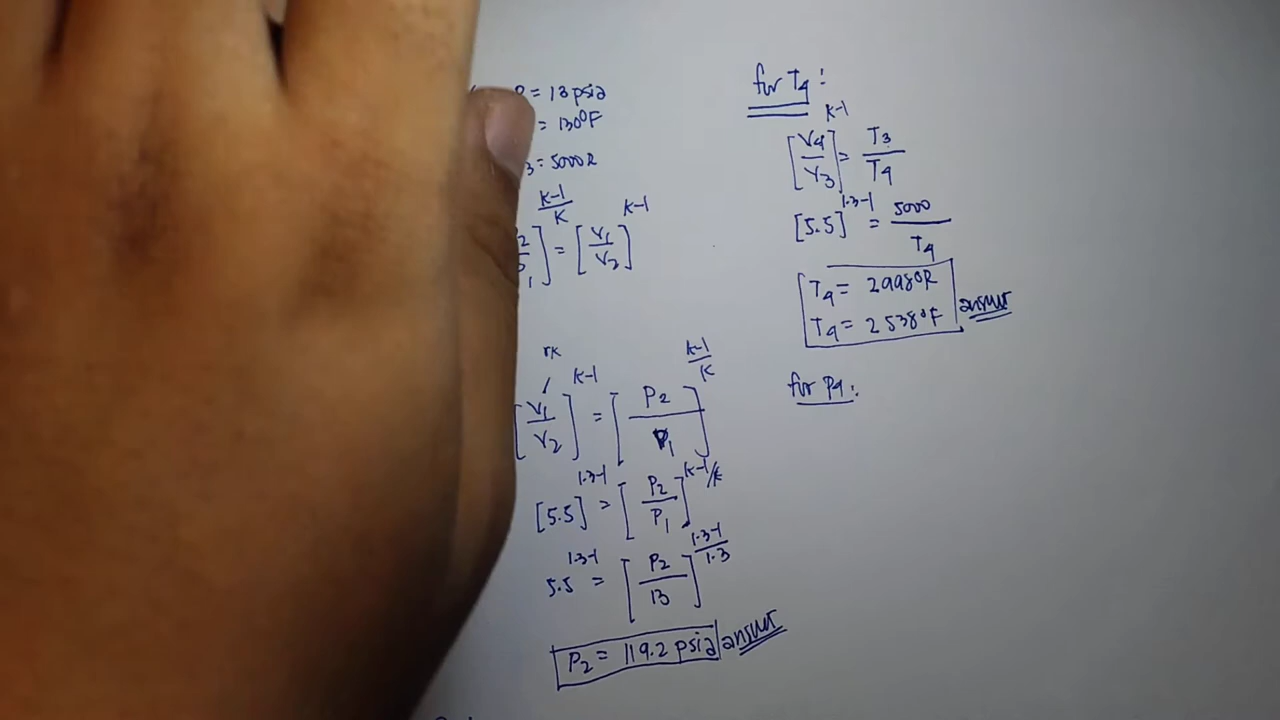 P = 13 psia
= 130°F
3 = 5000R
k-1/k k-1
[2/P1] = [V1/V2]
rk
k-1 k-1/k
[V1/V2] = [P2/P1]
1.3-1 k-1/k
[5.5] = [P2/P1]
1.3-1 1.3-1/1.3
5.5 = [P2/13]
P2 = 119.2 psia answer
for T4:
k-1
[V4/V3] = T3/T4
1.3-1
[5.5] = 5000/T4
T4 = 2998°R
T4 = 2538°F answer
for P4: